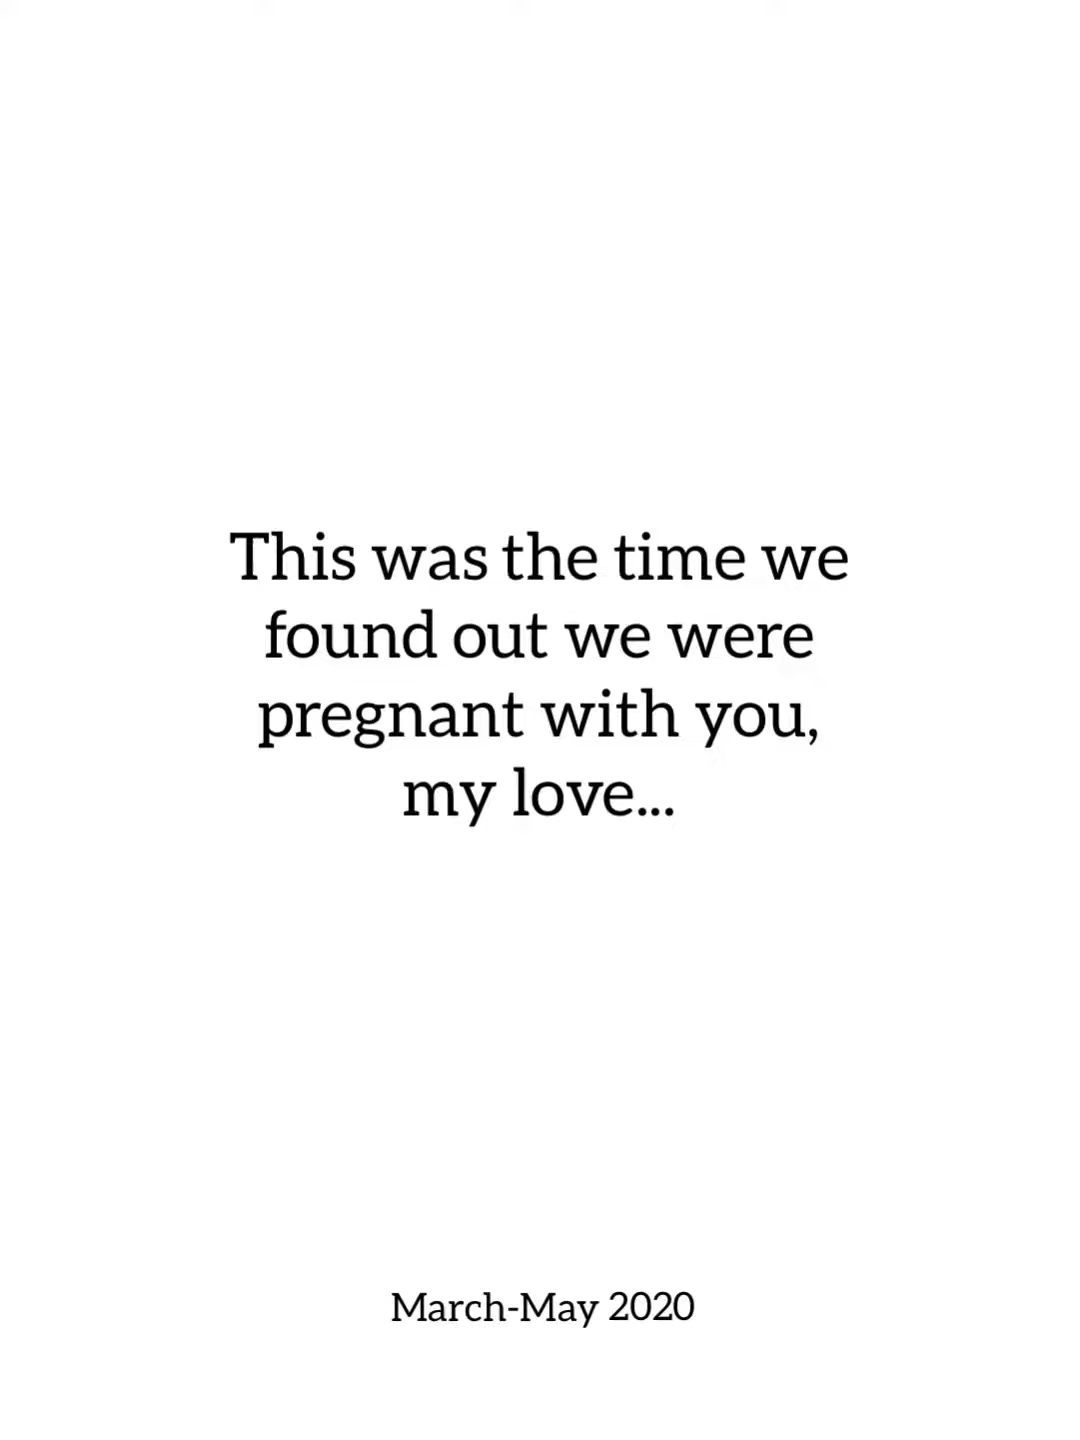 This was the time we
found out we were
pregnant with you,
my love...
March-May 2020